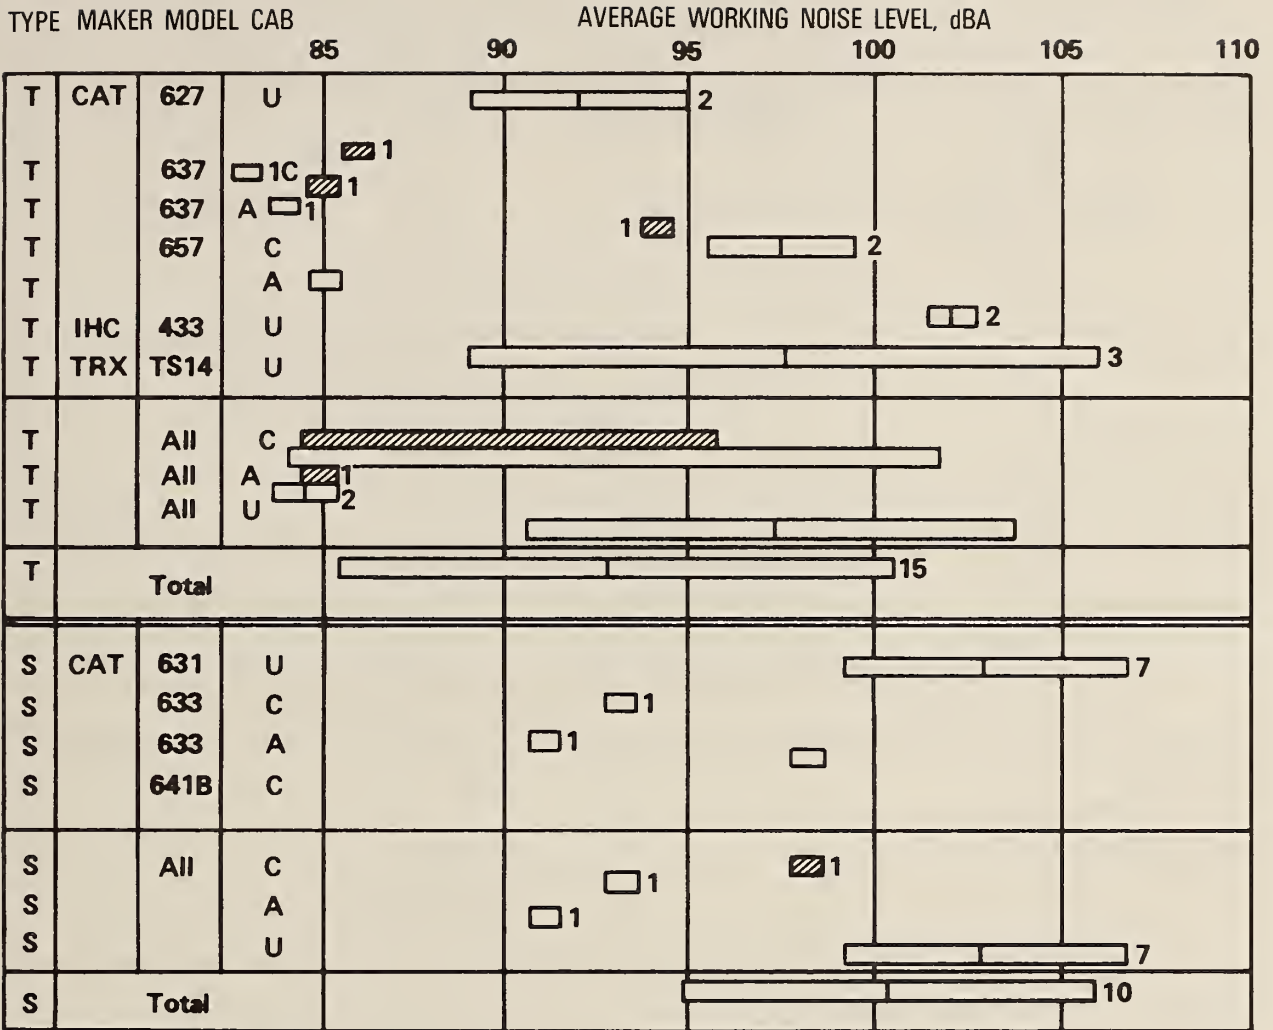 TYPE MAKER MODEL CAB AVERAGE WORKING NOISE LEVEL, dBA
85 90 95 100 105 110
T CAT 627 U 2
1
T 637 1C
1
T 637 A 1
1
T 657 C 2
T A
T IHC 433 U 2
T TRX TS14 U 3
T All C
T All A 1
2
T All U
T Total 15
S CAT 631 U 7
S 633 C 1
S 633 A 1
S 641B C
S All C 1
1
S A 1
S U 7
S Total 10